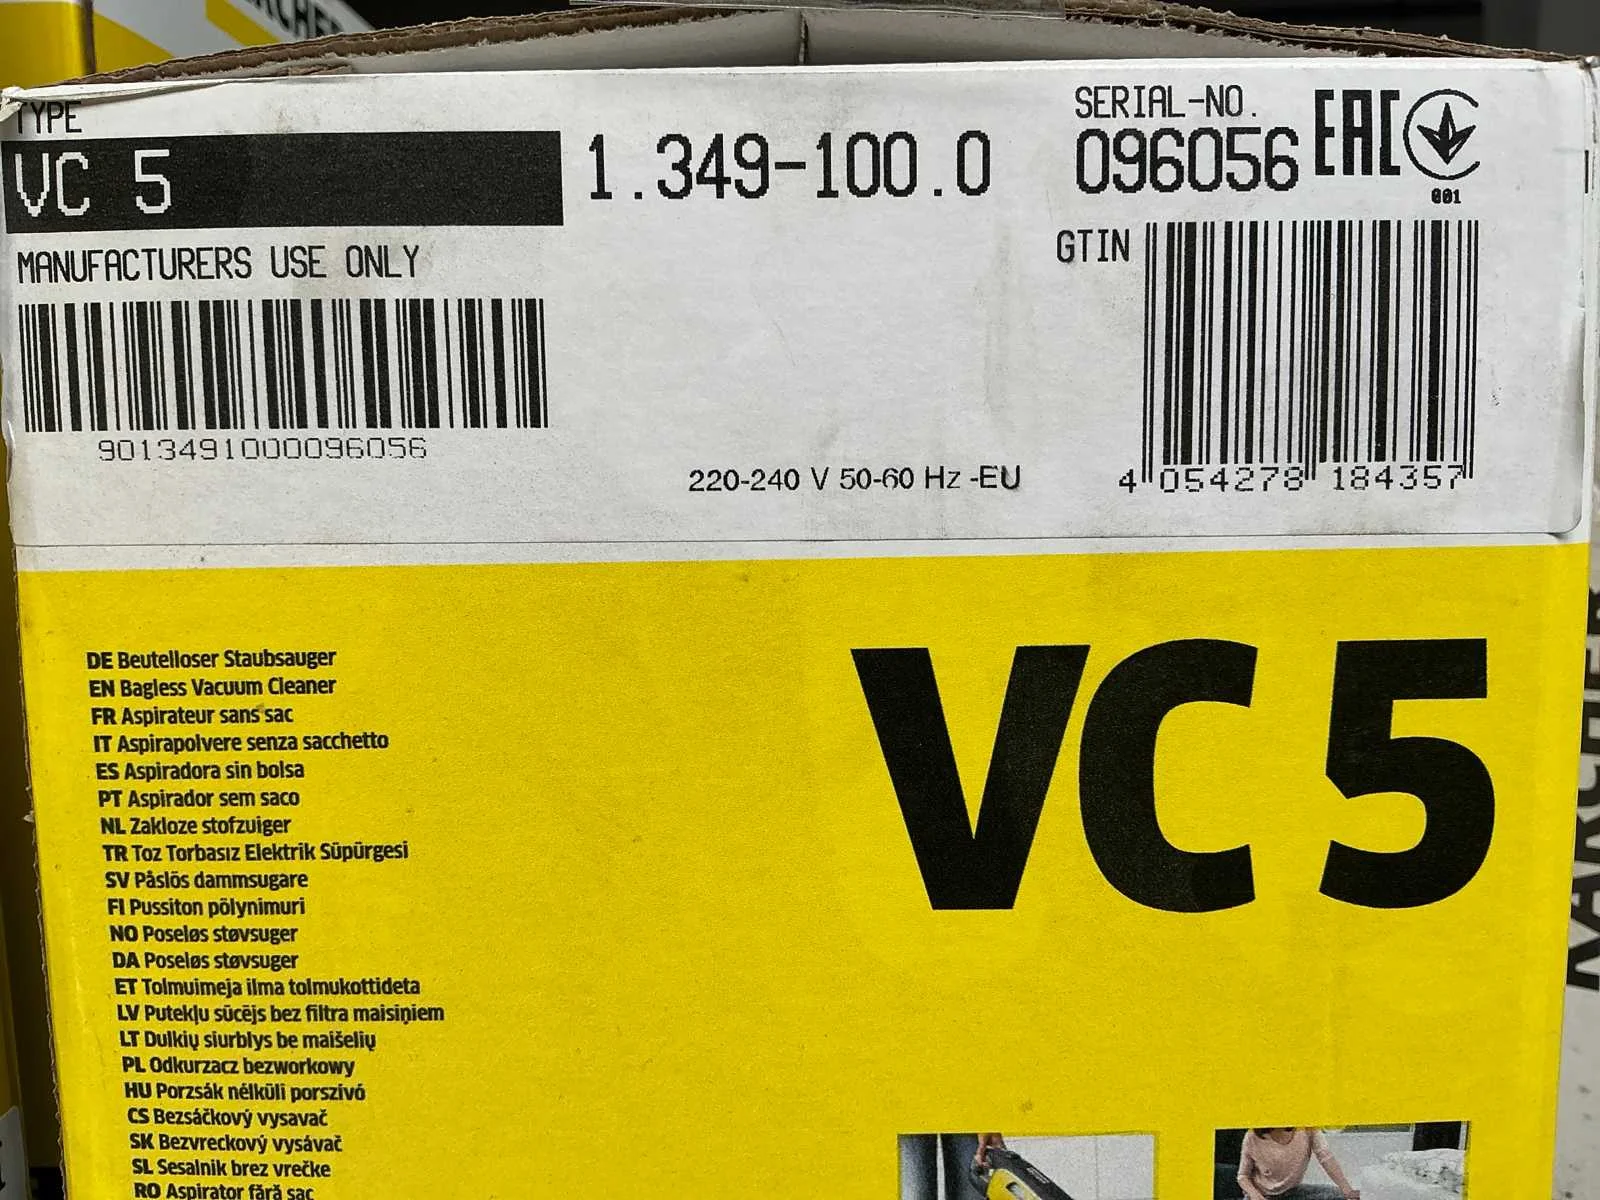 TYPE
VC 5
1.349-100.0
SERIAL-NO.
096056
EAC
001
MANUFACTURERS USE ONLY
GTIN
9013491000096056
220-240 V 50-60 Hz -EU
4 054278 184357
VC 5
DE Beutelloser Staubsauger
EN Bagless Vacuum Cleaner
FR Aspirateur sans sac
IT Aspirapolvere senza sacchetto
ES Aspiradora sin bolsa
PT Aspirador sem saco
NL Zakloze stofzuiger
TR Toz Torbasız Elektrik Süpürgesi
SV Påslös dammsugare
FI Pussiton pölynimuri
NO Poseløs støvsuger
DA Poseløs støvsuger
ET Tolmuimeja ilma tolmukottideta
LV Putekļu sūcējs bez filtra maisiņiem
LT Dulkių siurblys be maišelių
PL Odkurzacz bezworkowy
HU Porzsák nélküli porszívó
CS Bezsáčkový vysavač
SK Bezvreckový vysávač
SL Sesalnik brez vrečke
RO Aspirator fără sac